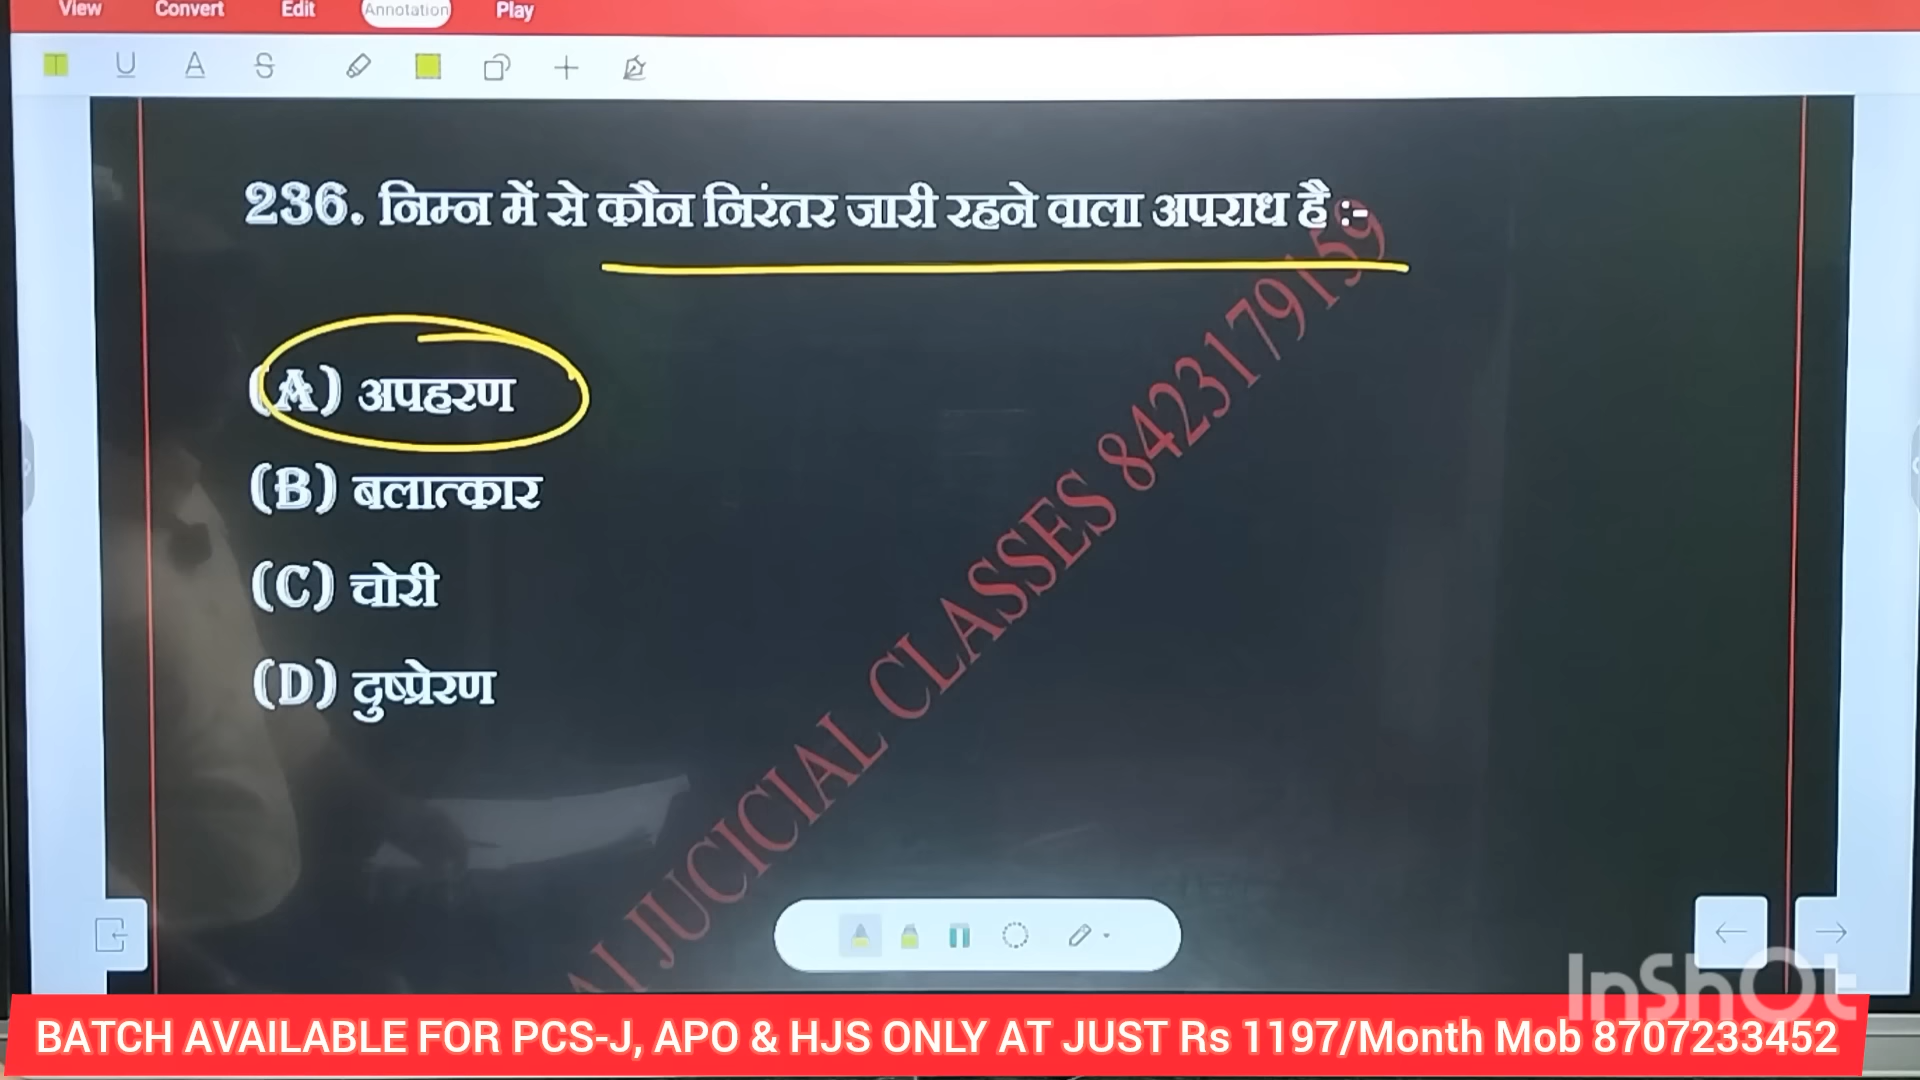 View Convert Edit Annotation Play
T U A S
236. निम्न में से कौन निरंतर जारी रहने वाला अपराध है :-
(A) अपहरण
(B) बलात्कार
(C) चोरी
(D) दुष्प्रेरण
AI JUCICIAL CLASSES 8423179159
InShOt
BATCH AVAILABLE FOR PCS-J, APO & HJS ONLY AT JUST Rs 1197/Month Mob 8707233452